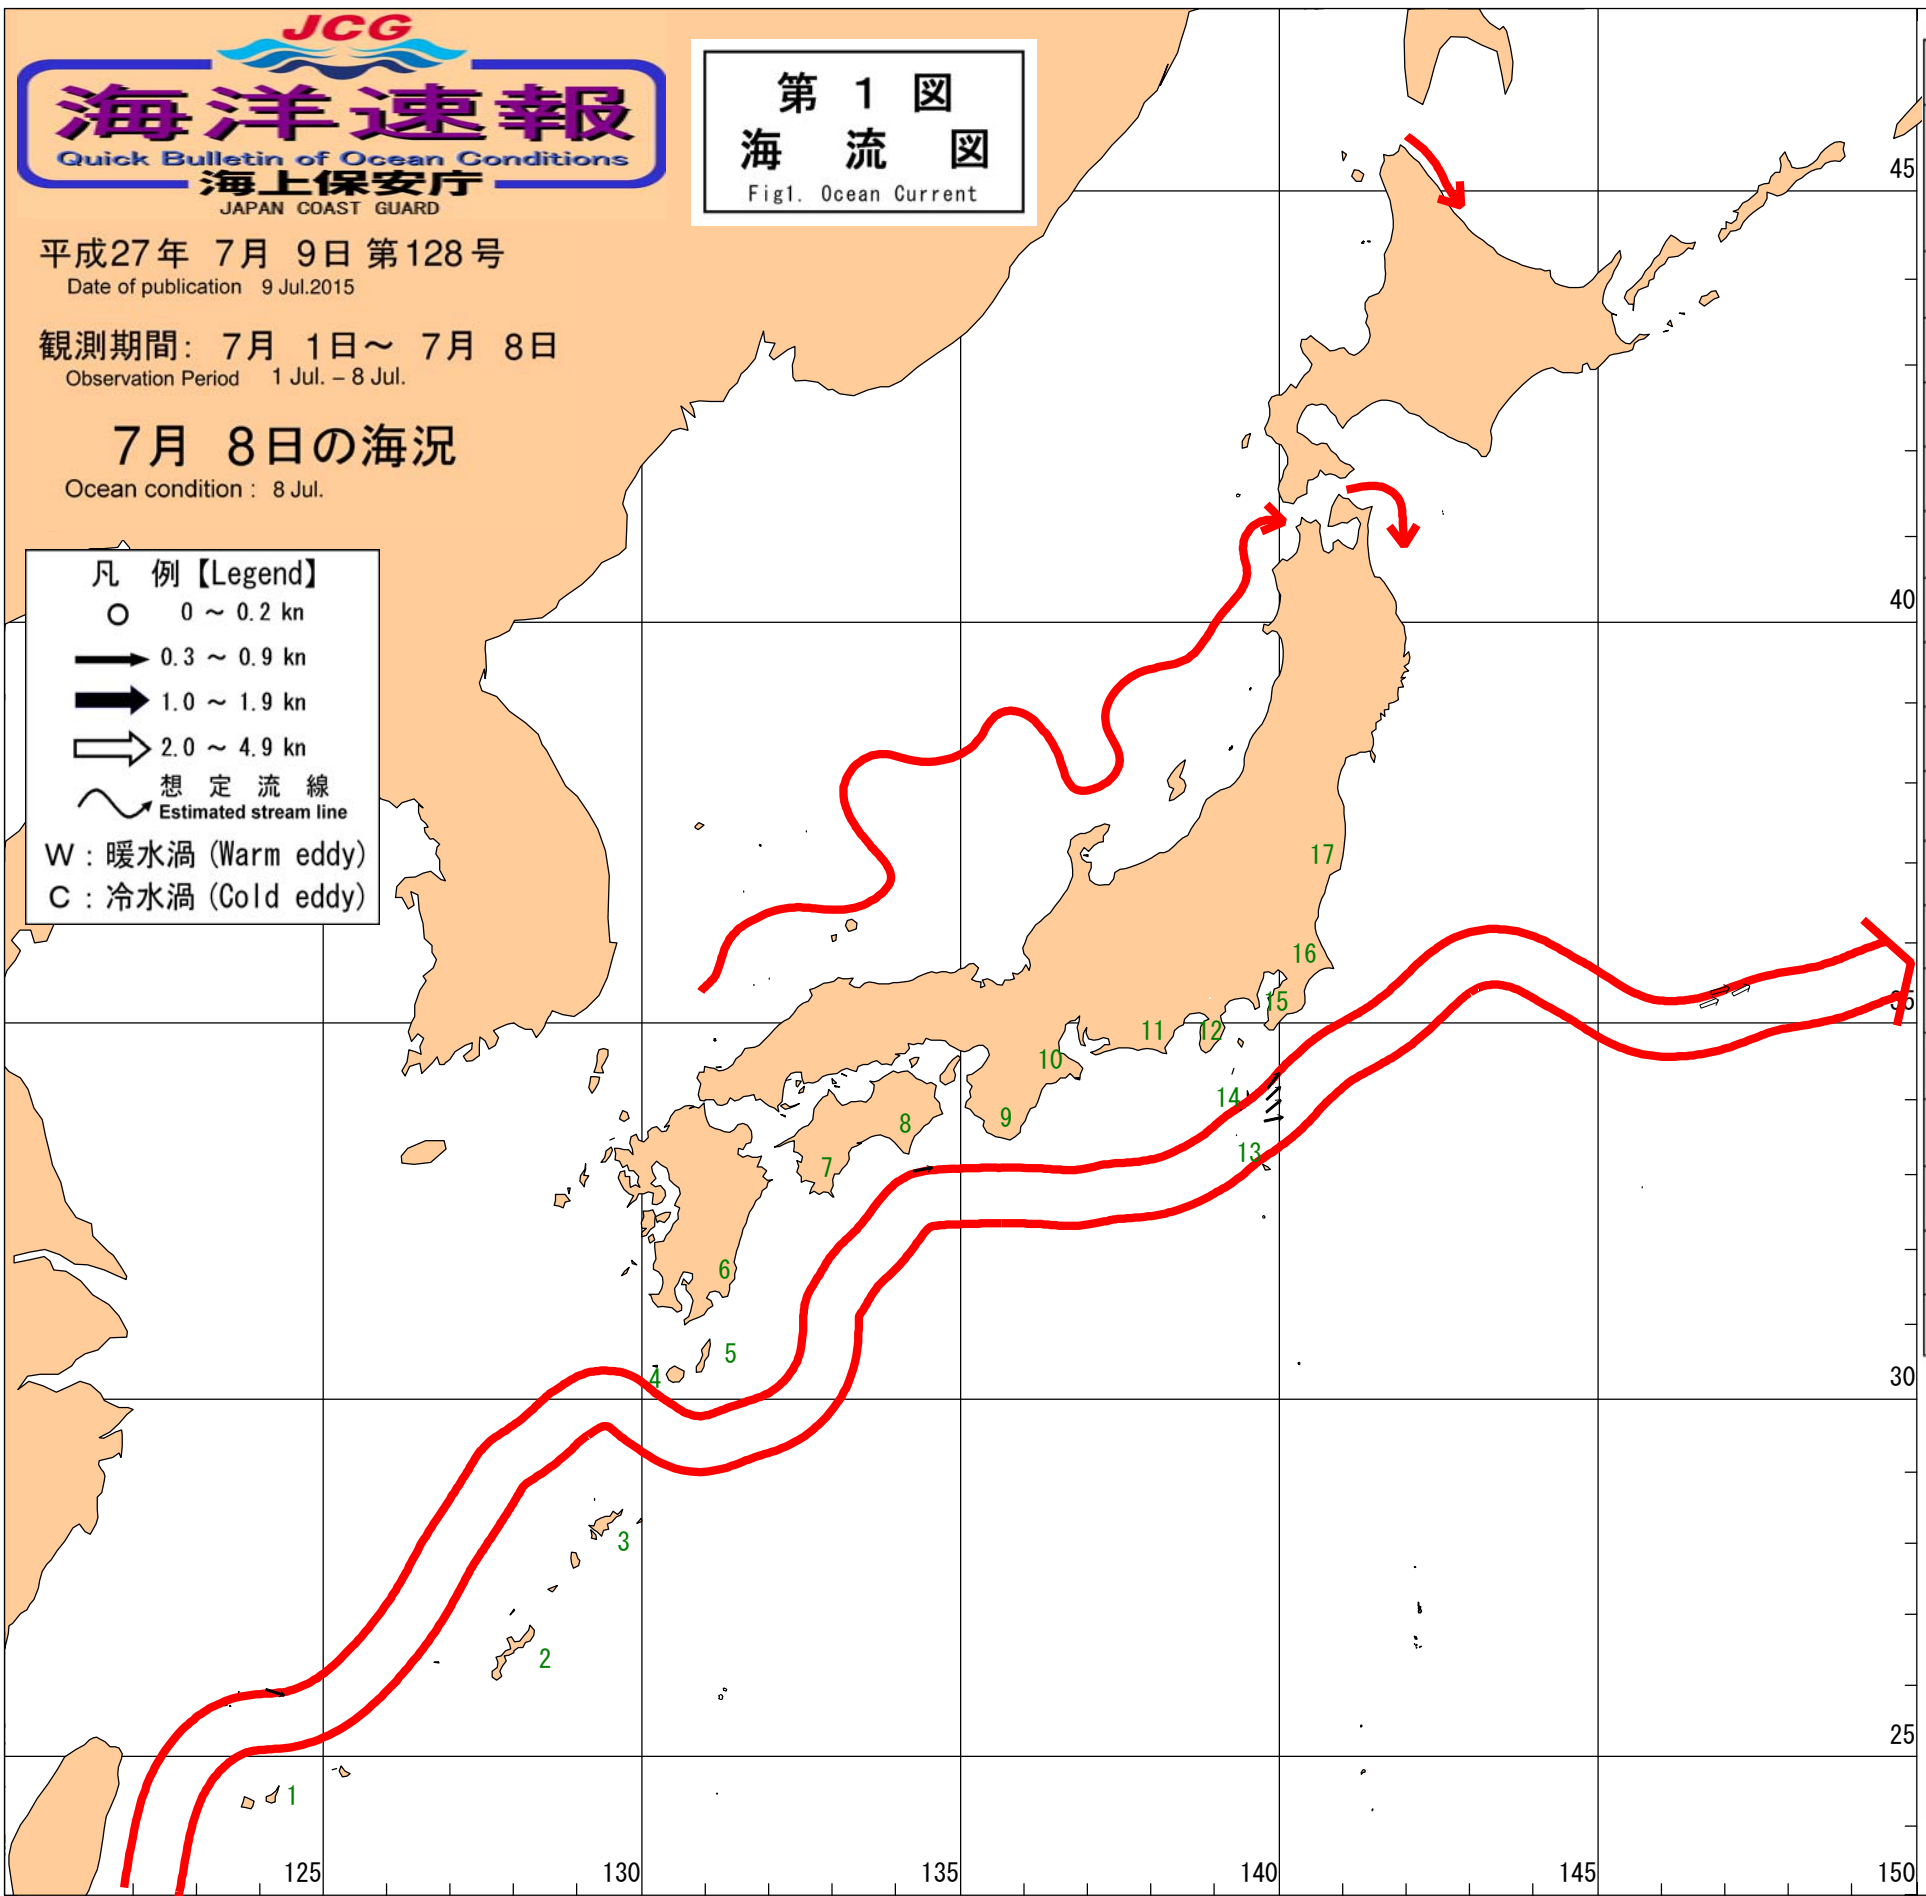 JCG
海洋速報
Quick Bulletin of Ocean Conditions
海上保安庁
JAPAN COAST GUARD
平成27年 7月 9日 第128号
Date of publication 9 Jul.2015
観測期間: 7月 1日～ 7月 8日
Observation Period 1 Jul. – 8 Jul.
7月 8日の海況
Ocean condition : 8 Jul.
第 1 図
海 流 図
Fig1. Ocean Current
凡 例【Legend】
0 ～ 0.2 kn
0.3 ～ 0.9 kn
1.0 ～ 1.9 kn
2.0 ～ 4.9 kn
想 定 流 線
Estimated stream line
W : 暖水渦 (Warm eddy)
C : 冷水渦 (Cold eddy)
45
40
17
16
15
35
11
12
10
14
9
8
13
7
6
5
4
30
3
2
25
1
125
130
135
140
145
150